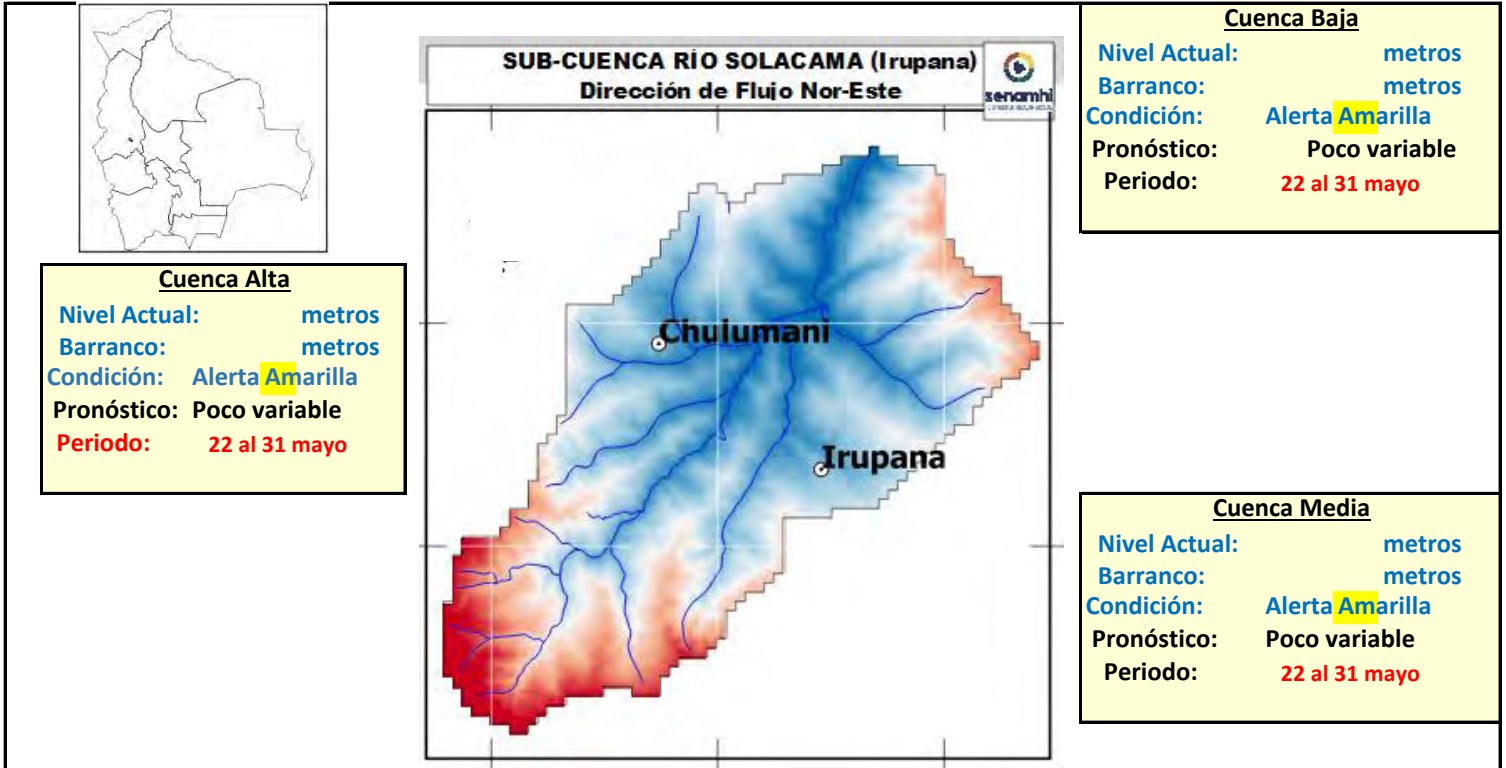 Cuenca Baja
Nivel Actual: metros
Barranco: metros
Condición: Alerta Amarilla
Pronóstico: Poco variable
Periodo: 22 al 31 mayo
SUB-CUENCA RÍO SOLACAMA (Irupana)
Dirección de Flujo Nor-Este
senamhi
Cuenca Alta
Nivel Actual: metros
Barranco: metros
Condición: Alerta Amarilla
Pronóstico: Poco variable
Periodo: 22 al 31 mayo
Chulumani
Irupana
Cuenca Media
Nivel Actual: metros
Barranco: metros
Condición: Alerta Amarilla
Pronóstico: Poco variable
Periodo: 22 al 31 mayo